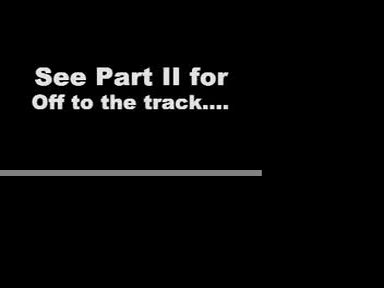 See Part II for
Off to the track....